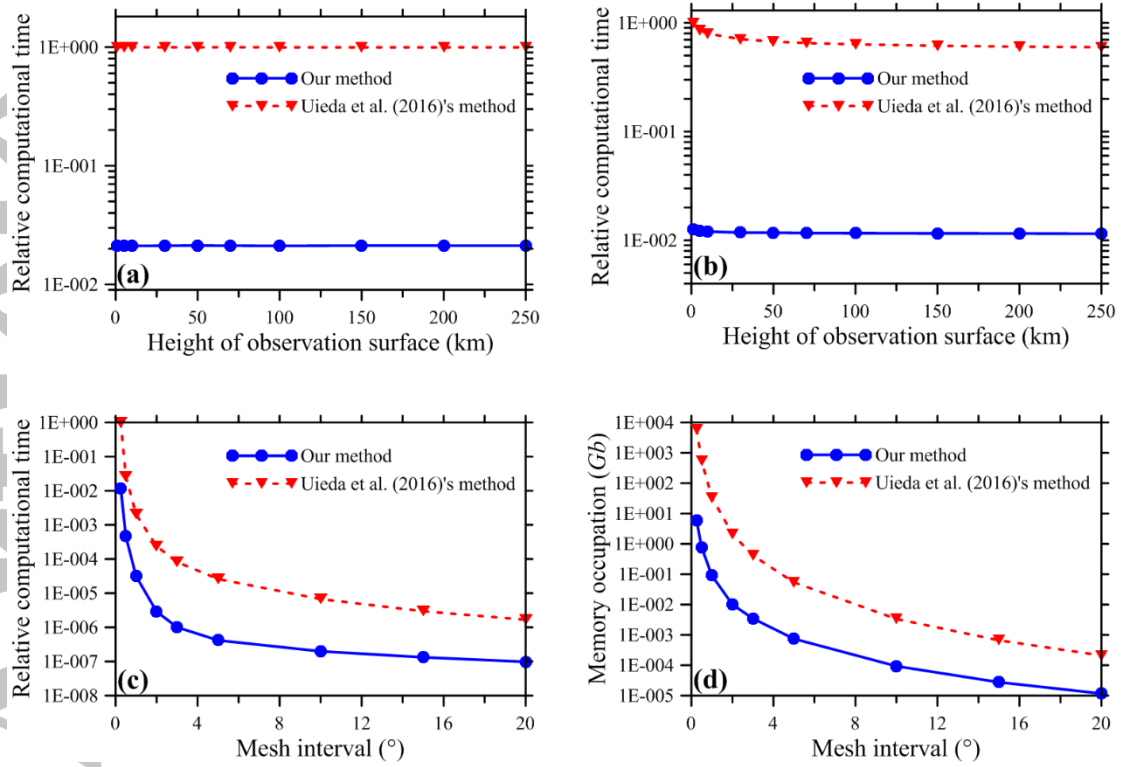 Relative computational time
1E+000
1E-001
1E-002
Our method
Uieda et al. (2016)'s method
(a)
0 50 100 150 200 250
Height of observation surface (km)
Relative computational time
1E+000
1E-001
1E-002
Our method
Uieda et al. (2016)'s method
(b)
0 50 100 150 200 250
Height of observation surface (km)
Relative computational time
1E+000
1E-001
1E-002
1E-003
1E-004
1E-005
1E-006
1E-007
1E-008
Our method
Uieda et al. (2016)'s method
(c)
0 4 8 12 16 20
Mesh interval (°)
Memory occupation (Gb)
1E+004
1E+003
1E+002
1E+001
1E+000
1E-001
1E-002
1E-003
1E-004
1E-005
Our method
Uieda et al. (2016)'s method
(d)
0 4 8 12 16 20
Mesh interval (°)